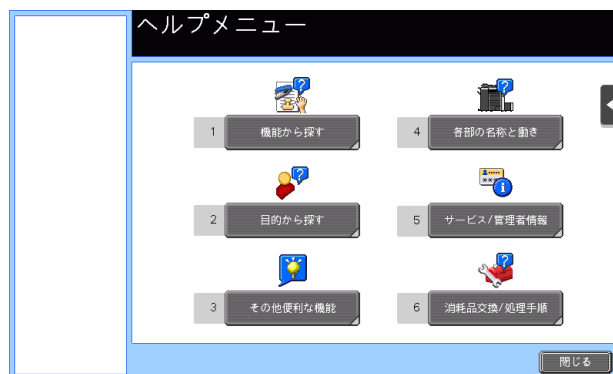 ヘルプメニュー
1 機能から探す
4 各部の名称と働き
2 目的から探す
5 サービス/管理者情報
3 その他便利な機能
6 消耗品交換/処理手順
閉じる